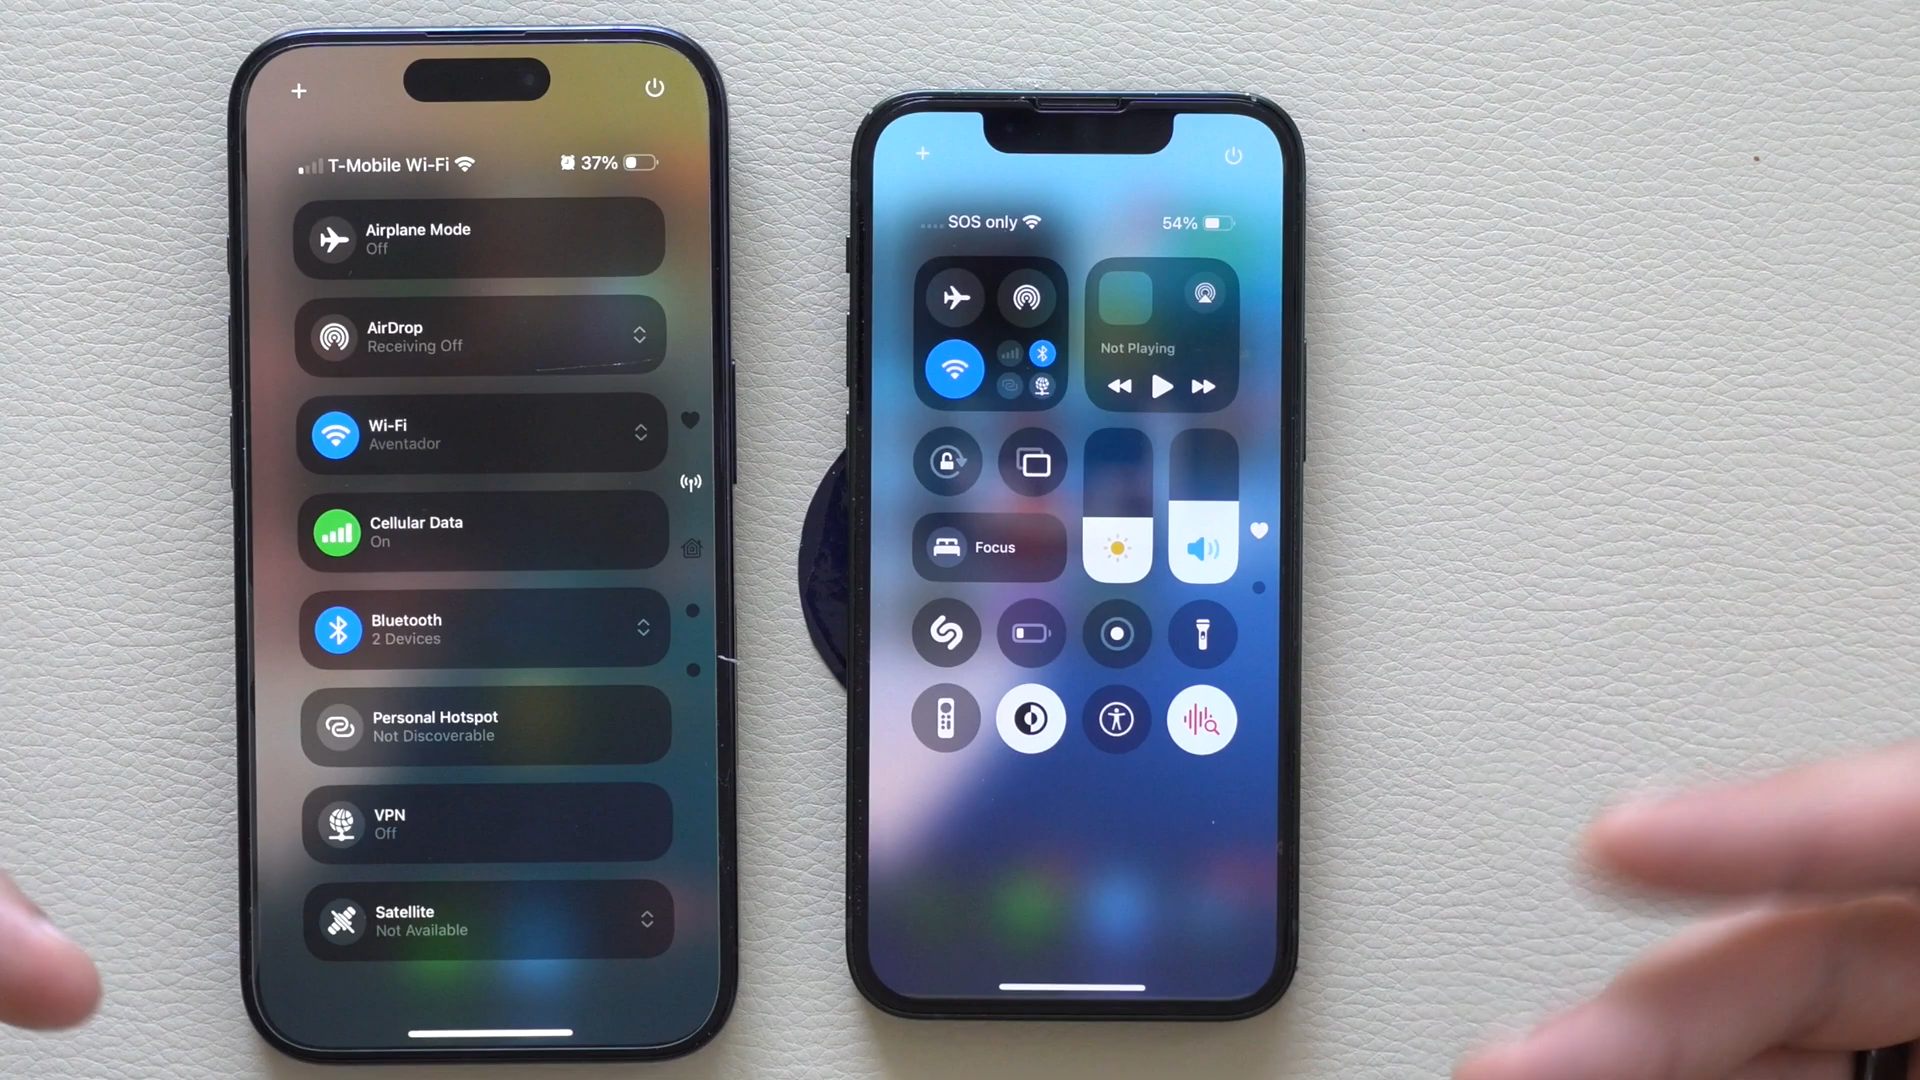 T-Mobile Wi-Fi 37%
Airplane Mode
Off
AirDrop
Receiving Off
Wi-Fi
Aventador
Cellular Data
On
Bluetooth
2 Devices
Personal Hotspot
Not Discoverable
VPN
Off
Satellite
Not Available
SOS only 54%
Not Playing
Focus